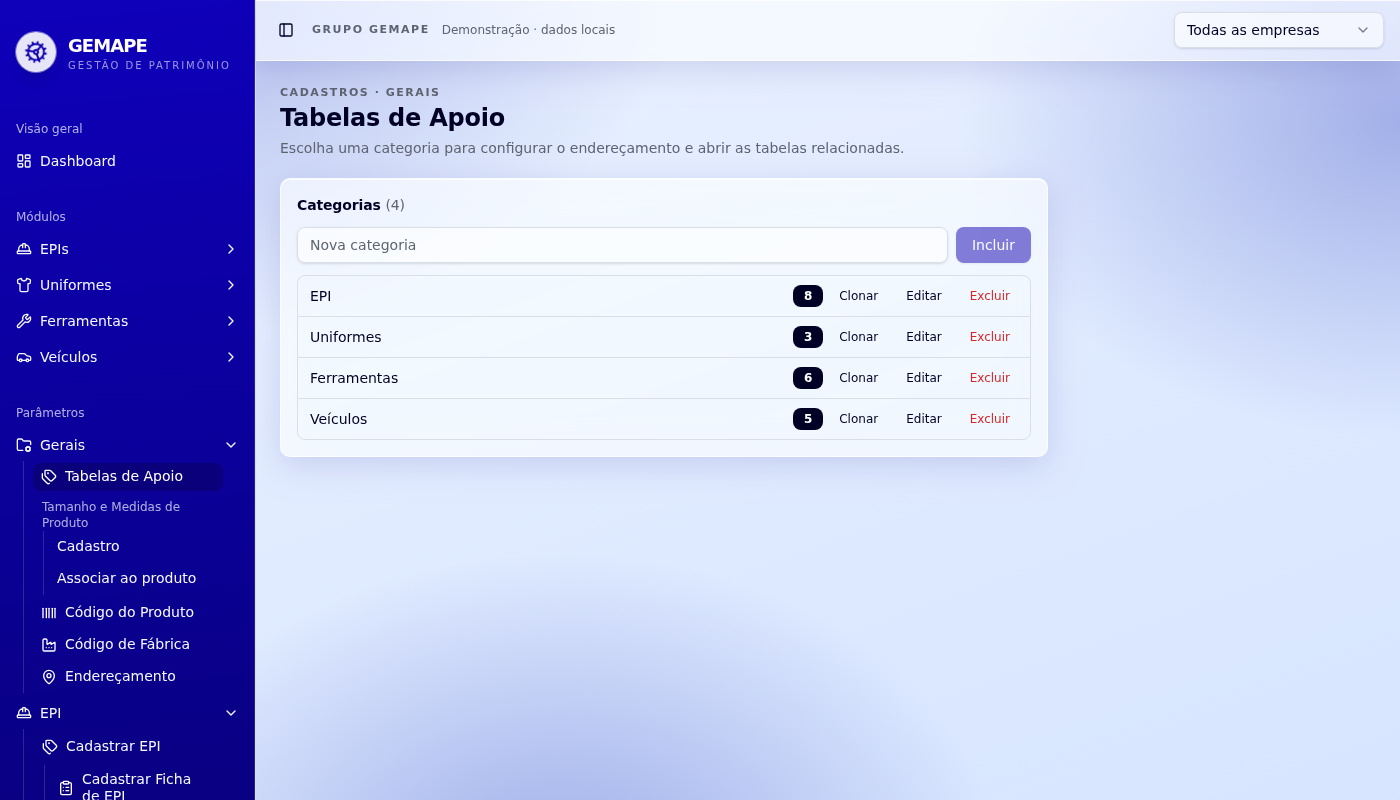 GEMAPE
GESTÃO DE PATRIMÔNIO
Visão geral
Dashboard
Módulos
EPIs
Uniformes
Ferramentas
Veículos
Parâmetros
Gerais
Tabelas de Apoio
Tamanho e Medidas de
Produto
Cadastro
Associar ao produto
Código do Produto
Código de Fábrica
Endereçamento
EPI
Cadastrar EPI
Cadastrar Ficha
de EPI
GRUPO GEMAPE Demonstração · dados locais
Todas as empresas
CADASTROS · GERAIS
Tabelas de Apoio
Escolha uma categoria para configurar o endereçamento e abrir as tabelas relacionadas.
Categorias (4)
Nova categoria Incluir
EPI 8 Clonar Editar Excluir
Uniformes 3 Clonar Editar Excluir
Ferramentas 6 Clonar Editar Excluir
Veículos 5 Clonar Editar Excluir